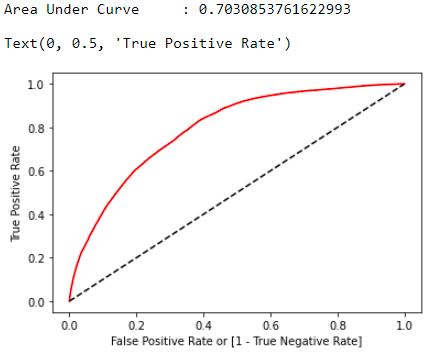 Area Under Curve     : 0.7030853761622993
Text(0, 0.5, 'True Positive Rate')
1.0
0.8
0.6
0.4
0.2
0.0
True Positive Rate
0.0 0.2 0.4 0.6 0.8 1.0
False Positive Rate or [1 - True Negative Rate]